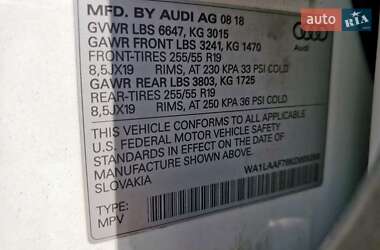 auto.ria.com
MFD. BY AUDI AG 08 18
GVWR LBS 6647, KG 3015
GAWR FRONT LBS 3241, KG 1470
FRONT-TIRES 255/55 R19
8,5JX19 RIMS, AT 230 KPA 33 PSI COLD
GAWR REAR LBS 3803, KG 1725
REAR-TIRES 255/55 R19
8,5JX19 RIMS, AT 250 KPA 36 PSI COLD
THIS VEHICLE CONFORMS TO ALL APPLICABLE
U.S. FEDERAL MOTOR VEHICLE SAFETY
STANDARDS IN EFFECT ON THE DATE OF
MANUFACTURE SHOWN ABOVE.
SLOVAKIA
TYPE:
MPV